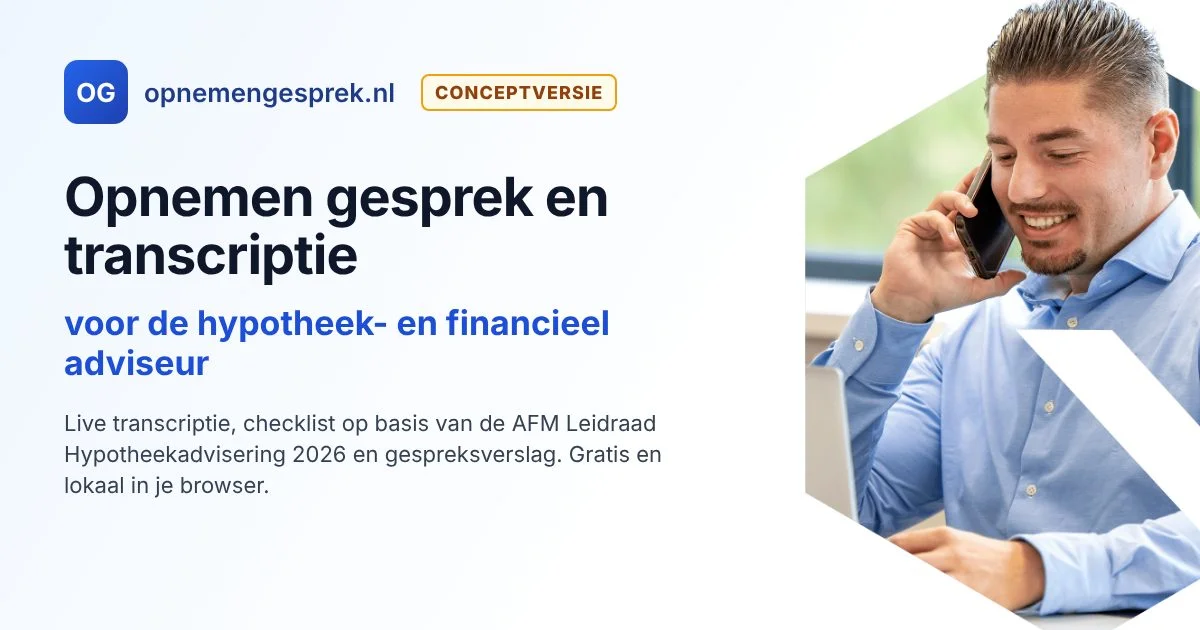 OG
opnemengesprek.nl
CONCEPTVERSIE
Opnemen gesprek en
transcriptie
voor de hypotheek- en financieel
adviseur
Live transcriptie, checklist op basis van de AFM Leidraad
Hypotheekadvisering 2026 en gespreksverslag. Gratis en
lokaal in je browser.